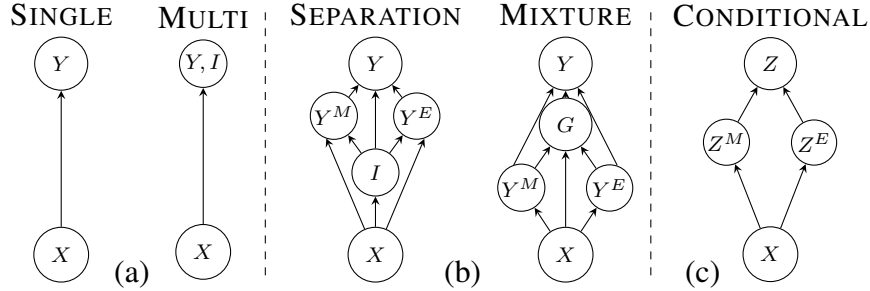 SINGLE MULTI SEPARATION MIXTURE CONDITIONAL
Y Y, I Y Y Z
Y^M Y^E G Z^M Z^E
I Y^M Y^E
X X X X X
(a) (b) (c)